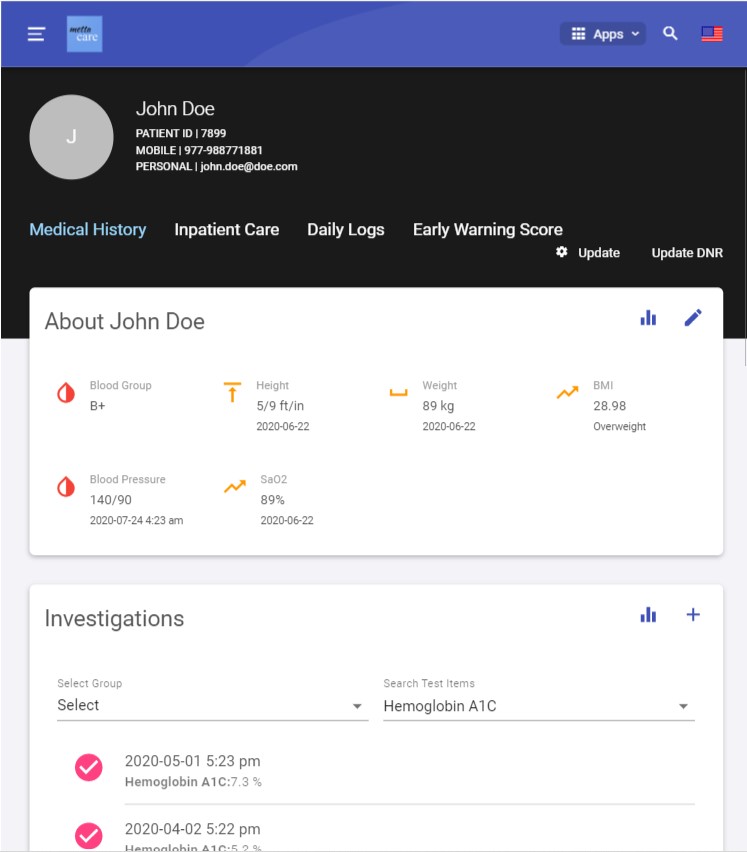 metta
care
Apps
J
John Doe
PATIENT ID | 7899
MOBILE | 977-988771881
PERSONAL | john.doe@doe.com
Medical History Inpatient Care Daily Logs Early Warning Score
Update Update DNR
About John Doe
Blood Group Height Weight BMI
B+ 5/9 ft/in 89 kg 28.98
2020-06-22 2020-06-22 Overweight
Blood Pressure SaO2
140/90 89%
2020-07-24 4:23 am 2020-06-22
Investigations
Select Group Search Test Items
Select Hemoglobin A1C
2020-05-01 5:23 pm
Hemoglobin A1C:7.3 %
2020-04-02 5:22 pm
Hemoglobin A1C:5.2 %